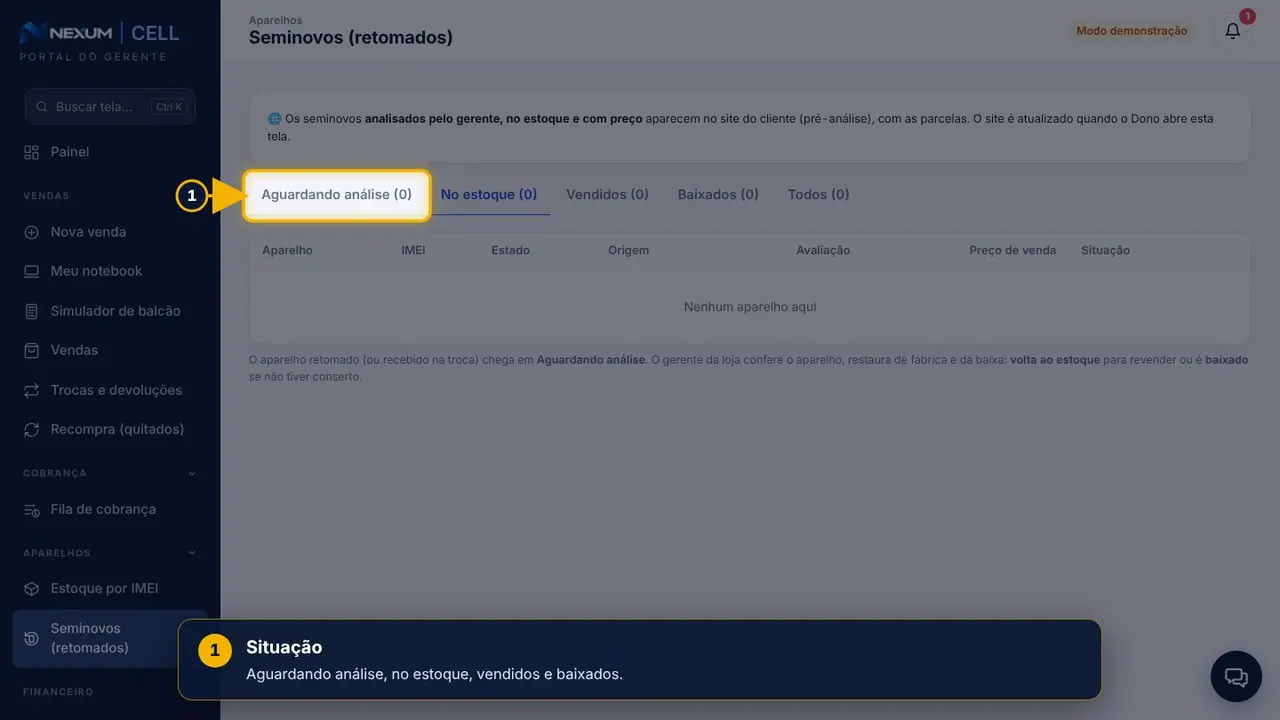 NEXUM | CELL
PORTAL DO GERENTE
Buscar tela... Ctrl K
Painel
VENDAS
Nova venda
Meu notebook
Simulador de balcão
Vendas
Trocas e devoluções
Recompra (quitados)
COBRANÇA
Fila de cobrança
APARELHOS
Estoque por IMEI
Seminovos
(retomados)
FINANCEIRO
Aparelhos
Seminovos (retomados)
Modo demonstração
1
🌐 Os seminovos analisados pelo gerente, no estoque e com preço aparecem no site do cliente (pré-análise), com as parcelas. O site é atualizado quando o Dono abre esta
tela.
1
Aguardando análise (0) No estoque (0) Vendidos (0) Baixados (0) Todos (0)
Aparelho IMEI Estado Origem Avaliação Preço de venda Situação
Nenhum aparelho aqui
O aparelho retomado (ou recebido na troca) chega em Aguardando análise. O gerente da loja confere o aparelho, restaura de fábrica e dá baixa: volta ao estoque para revender ou é baixado
se não tiver conserto.
1 Situação
Aguardando análise, no estoque, vendidos e baixados.